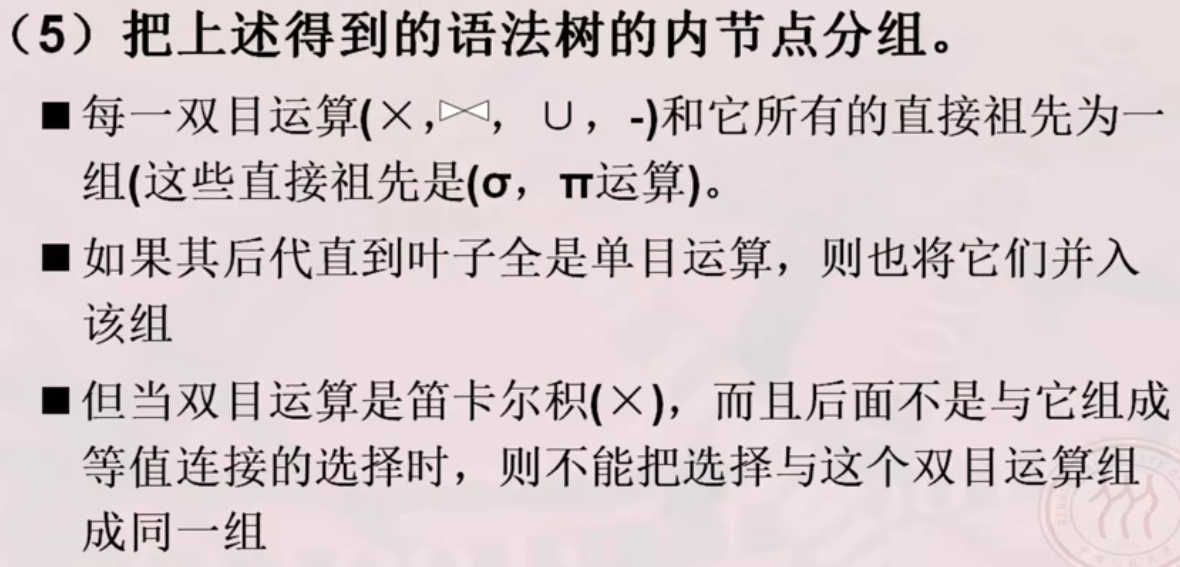 （5）把上述得到的语法树的内节点分组。
■每一双目运算(×,⋈, ∪, -)和它所有的直接祖先为一
组(这些直接祖先是(σ, π运算)。
■如果其后代直到叶子全是单目运算，则也将它们并入
该组
■但当双目运算是笛卡尔积(×)，而且后面不是与它组成
等值连接的选择时，则不能把选择与这个双目运算组
成同一组